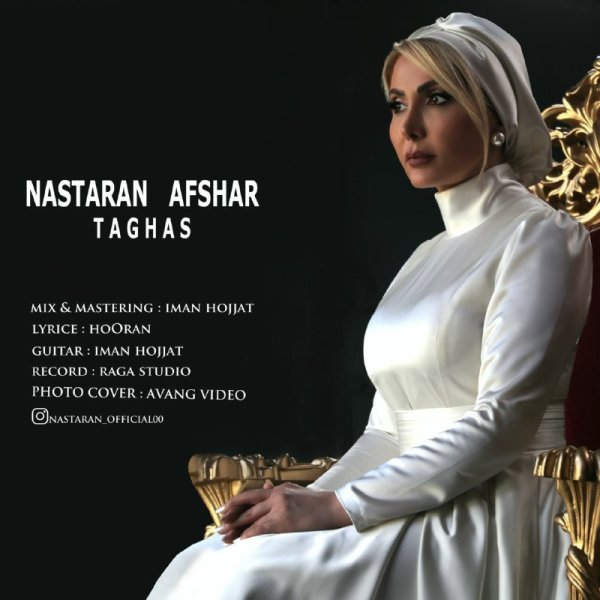 NASTARAN AFSHAR
TAGHAS
MIX & MASTERING : IMAN HOJJAT
LYRICE : HOORAN
GUITAR : IMAN HOJJAT
RECORD : RAGA STUDIO
PHOTO COVER : AVANG VIDEO
NASTARAN_OFFICIAL00